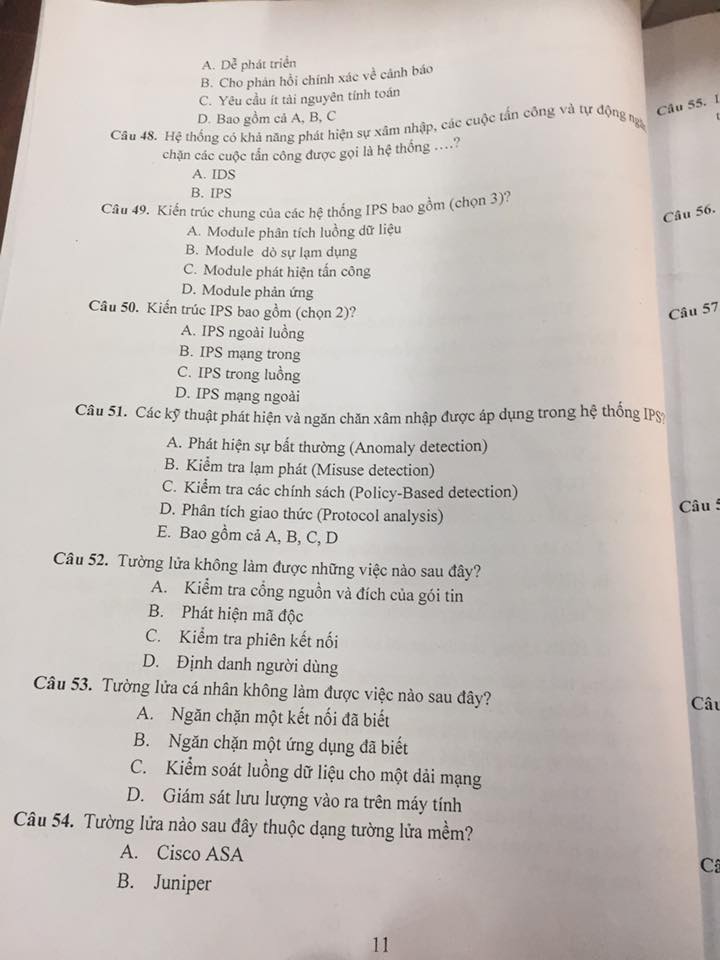 A. Dễ phát triển
B. Cho phản hồi chính xác về cảnh báo
C. Yêu cầu ít tài nguyên tính toán
D. Bao gồm cả A, B, C
Câu 48. Hệ thống có khả năng phát hiện sự xâm nhập, các cuộc tấn công và tự động ngăn
chặn các cuộc tấn công được gọi là hệ thống ….?
A. IDS
B. IPS
Câu 49. Kiến trúc chung của các hệ thống IPS bao gồm (chọn 3)?
A. Module phân tích luồng dữ liệu
B. Module dò sự lạm dụng
C. Module phát hiện tấn công
D. Module phản ứng
Câu 50. Kiến trúc IPS bao gồm (chọn 2)?
A. IPS ngoài luồng
B. IPS mạng trong
C. IPS trong luồng
D. IPS mạng ngoài
Câu 51. Các kỹ thuật phát hiện và ngăn chăn xâm nhập được áp dụng trong hệ thống IPS?
A. Phát hiện sự bất thường (Anomaly detection)
B. Kiểm tra lạm phát (Misuse detection)
C. Kiểm tra các chính sách (Policy-Based detection)
D. Phân tích giao thức (Protocol analysis)
E. Bao gồm cả A, B, C, D
Câu 52. Tường lửa không làm được những việc nào sau đây?
A. Kiểm tra cổng nguồn và đích của gói tin
B. Phát hiện mã độc
C. Kiểm tra phiên kết nối
D. Định danh người dùng
Câu 53. Tường lửa cá nhân không làm được việc nào sau đây?
A. Ngăn chặn một kết nối đã biết
B. Ngăn chặn một ứng dụng đã biết
C. Kiểm soát luồng dữ liệu cho một dải mạng
D. Giám sát lưu lượng vào ra trên máy tính
Câu 54. Tường lửa nào sau đây thuộc dạng tường lửa mềm?
A. Cisco ASA
B. Juniper
11
Câu 55.
Câu 56.
Câu 57
Câu 5
Câu